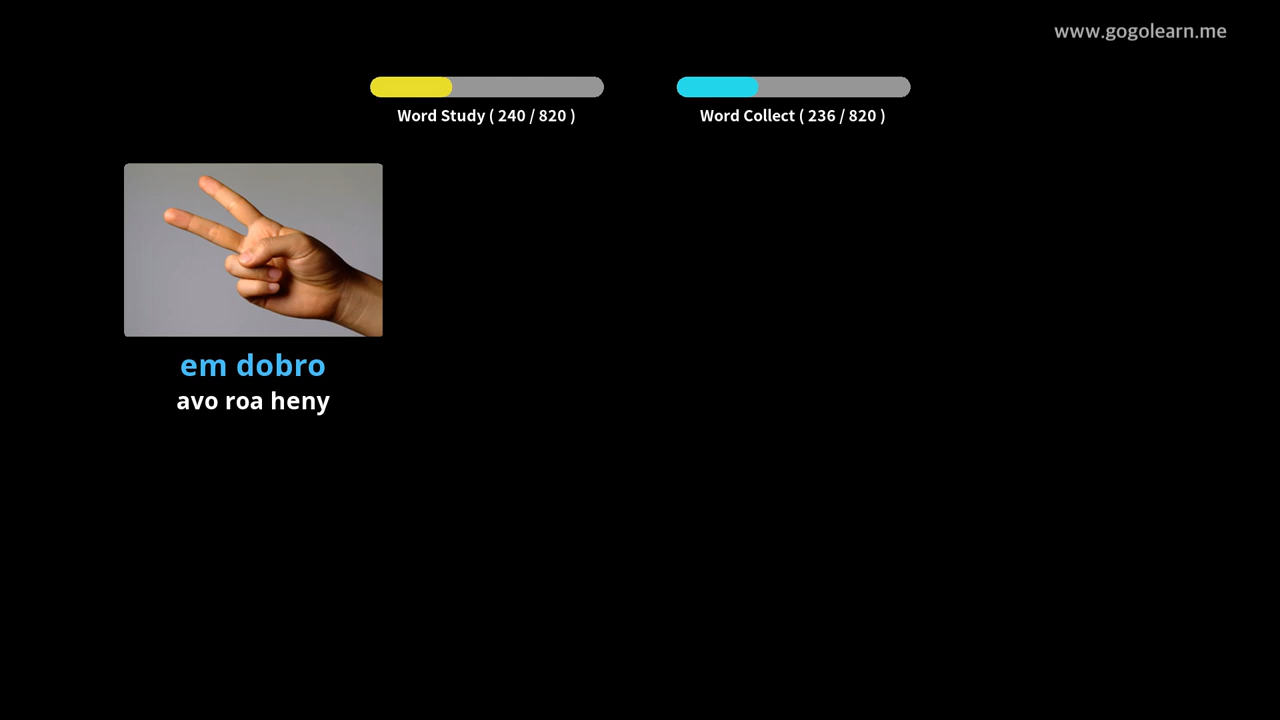 www.gogolearn.me
Word Study ( 240 / 820 )
Word Collect ( 236 / 820 )
em dobro
avo roa heny